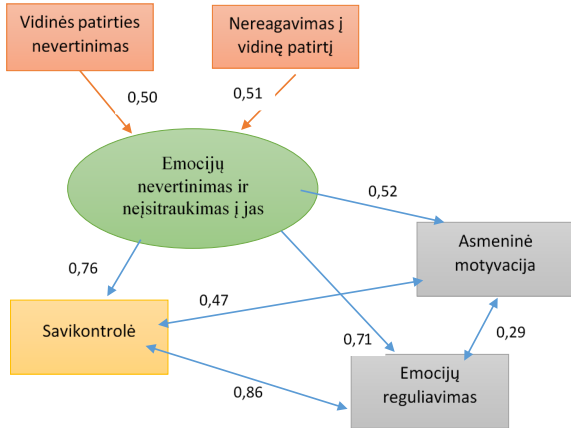 Vidinės patirties
nevertinimas
Nereagavimas į
vidinę patirtį
0,50
0,51
Emocijų
nevertinimas ir
neįsitraukimas į jas
0,52
Asmeninė
motyvacija
0,76
0,47
Savikontrolė
0,71
0,29
0,86
Emocijų
reguliavimas